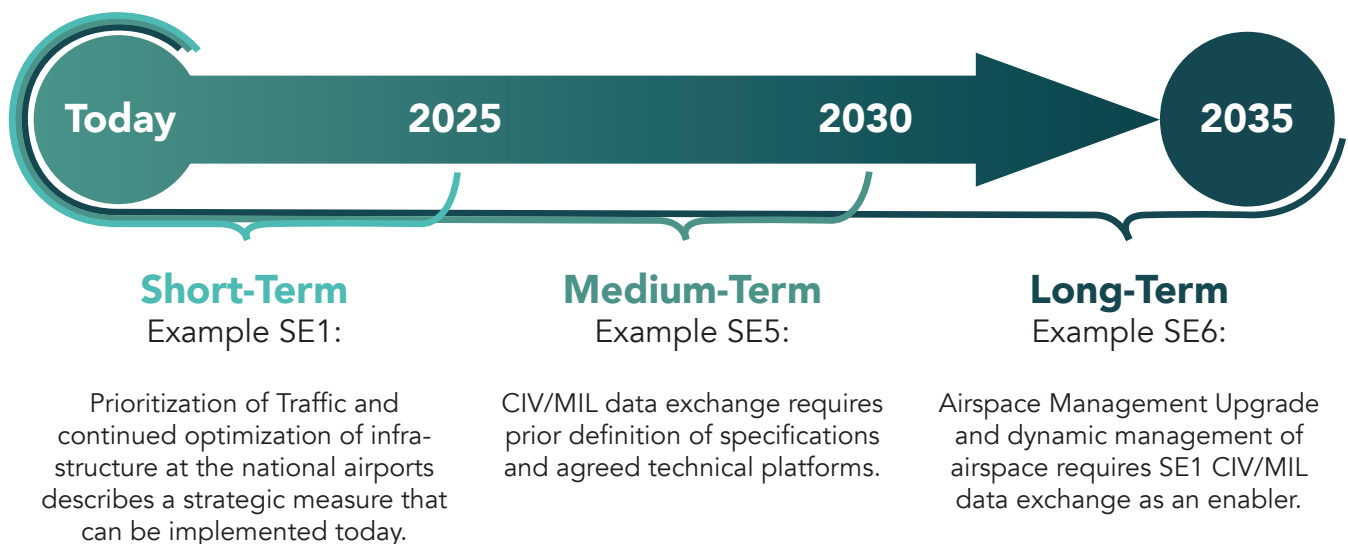 Today
2025
2030
2035
Short-Term
Example SE1:
Prioritization of Traffic and
continued optimization of infra-
structure at the national airports
describes a strategic measure that
can be implemented today.
Medium-Term
Example SE5:
CIV/MIL data exchange requires
prior definition of specifications
and agreed technical platforms.
Long-Term
Example SE6:
Airspace Management Upgrade
and dynamic management of
airspace requires SE1 CIV/MIL
data exchange as an enabler.